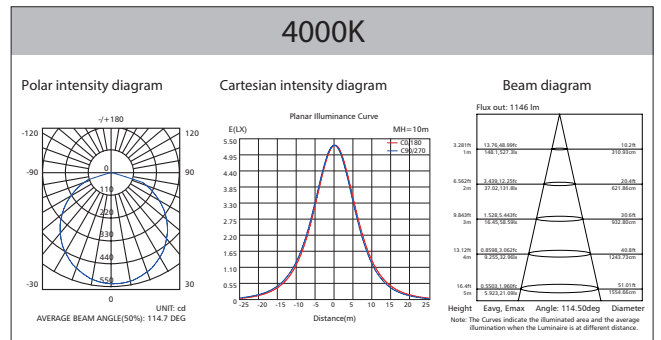 4000K
Polar intensity diagram
Cartesian intensity diagram
Beam diagram
-/+180
-120
120
-90
90
0
110
220
330
440
550
-30
30
0
UNIT: cd
AVERAGE BEAM ANGLE(50%): 114.7 DEG
Planar Illuminance Curve
E(LX)
MH=10m
C0/180
C90/270
5.50
4.95
4.40
3.85
3.30
2.75
2.20
1.65
1.10
0.55
0
-25 -20 -15 -10 -5 0 5 10 15 20 25
Distance(m)
Flux out: 1146 lm
3.281ft 13.76,48.99fc 10.2ft
1m 148.1,527.3lx 310.93cm
6.562ft 3.439,12.25fc 20.4ft
2m 37.02,131.8lx 621.86cm
9.843ft 1.528,5.443fc 30.6ft
3m 16.45,58.59lx 932.80cm
13.12ft 0.8598,3.062fc 40.8ft
4m 9.255,32.96lx 1243.73cm
16.4ft 0.5503,1.960fc 51.01ft
5m 5.923,21.09lx 1554.66cm
Height Eavg, Emax Angle: 114.50deg Diameter
Note: The Curves indicate the illuminated area and the average
illumination when the Luminaire is at different distance.